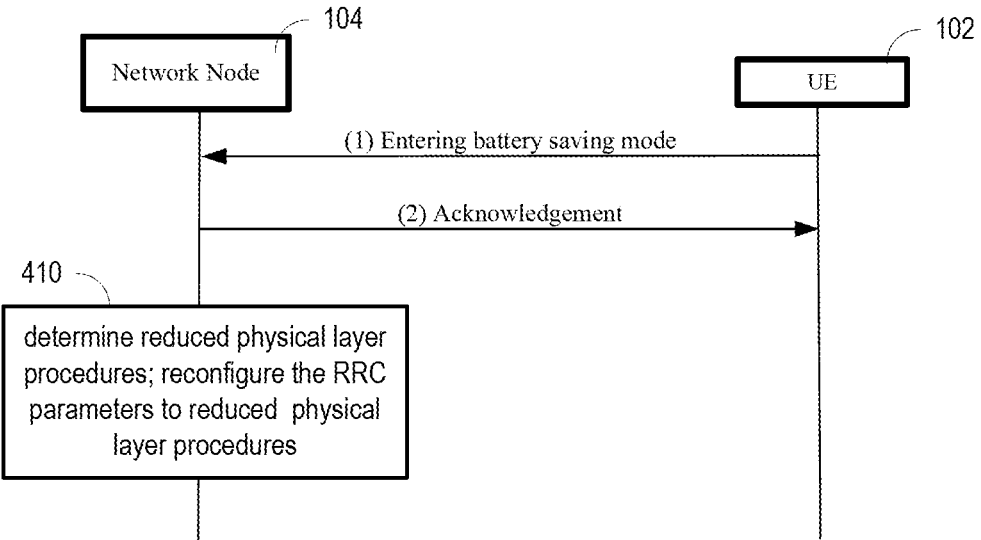 104
102
Network Node
UE
(1) Entering battery saving mode
(2) Acknowledgement
410
determine reduced physical layer
procedures; reconfigure the RRC
parameters to reduced physical
layer procedures